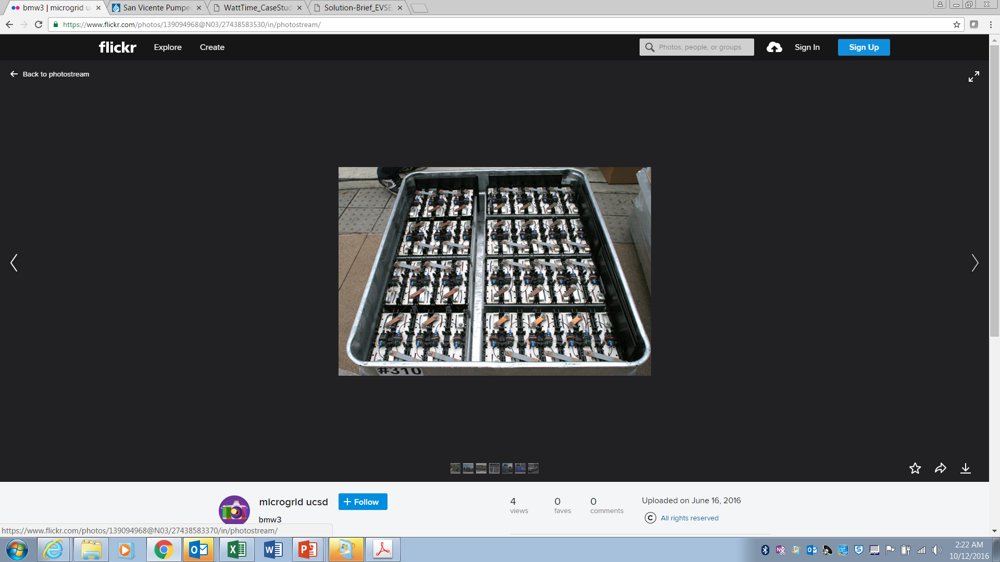 bmw3 | microgrid u
San Vicente Pumpe
WattTime_CaseStud
Solution-Brief_EVSE
https://www.flickr.com/photos/139094968@N03/27438583530/in/photostream/
flickr
Explore
Create
Photos, people, or groups
Sign In
Sign Up
Back to photostream
#310
microgrid ucsd
+ Follow
bmw3
4
views
0
faves
0
comments
Uploaded on June 16, 2016
All rights reserved
https://www.flickr.com/photos/139094968@N03/27438583370/in/photostream/
2:22 AM
10/12/2016